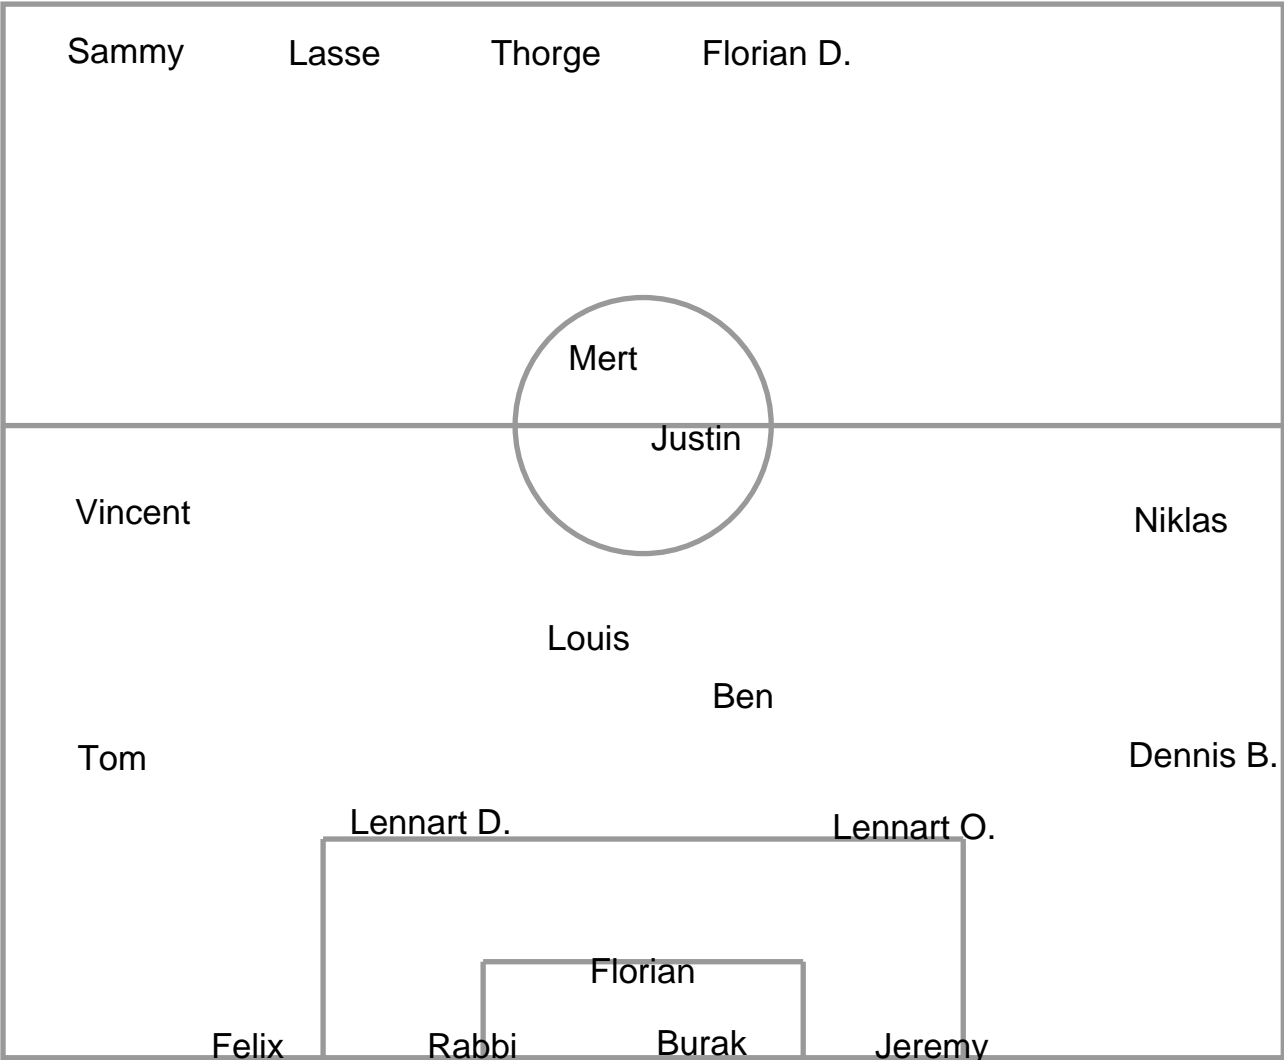 Sammy Lasse Thorge Florian D.
Mert
Justin
Vincent Niklas
Louis
Ben
Tom Dennis B.
Lennart D. Lennart O.
Florian
Felix Rabbi Burak Jeremy